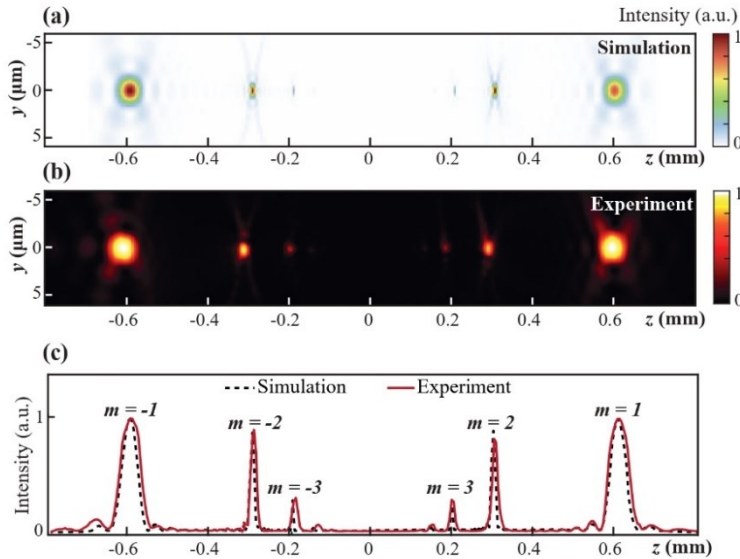 (a)
Intensity (a.u.)
-5
0
5
y (μm)
Simulation
1
0
-0.6 -0.4 -0.2 0 0.2 0.4 0.6
z (mm)
(b)
-5
0
5
y (μm)
Experiment
1
0
-0.6 -0.4 -0.2 0 0.2 0.4 0.6
z (mm)
(c)
Simulation Experiment
Intensity (a.u.)
1
0
m = -1
m = -2
m = -3
m = 3
m = 2
m = 1
-0.6 -0.4 -0.2 0 0.2 0.4 0.6
z (mm)